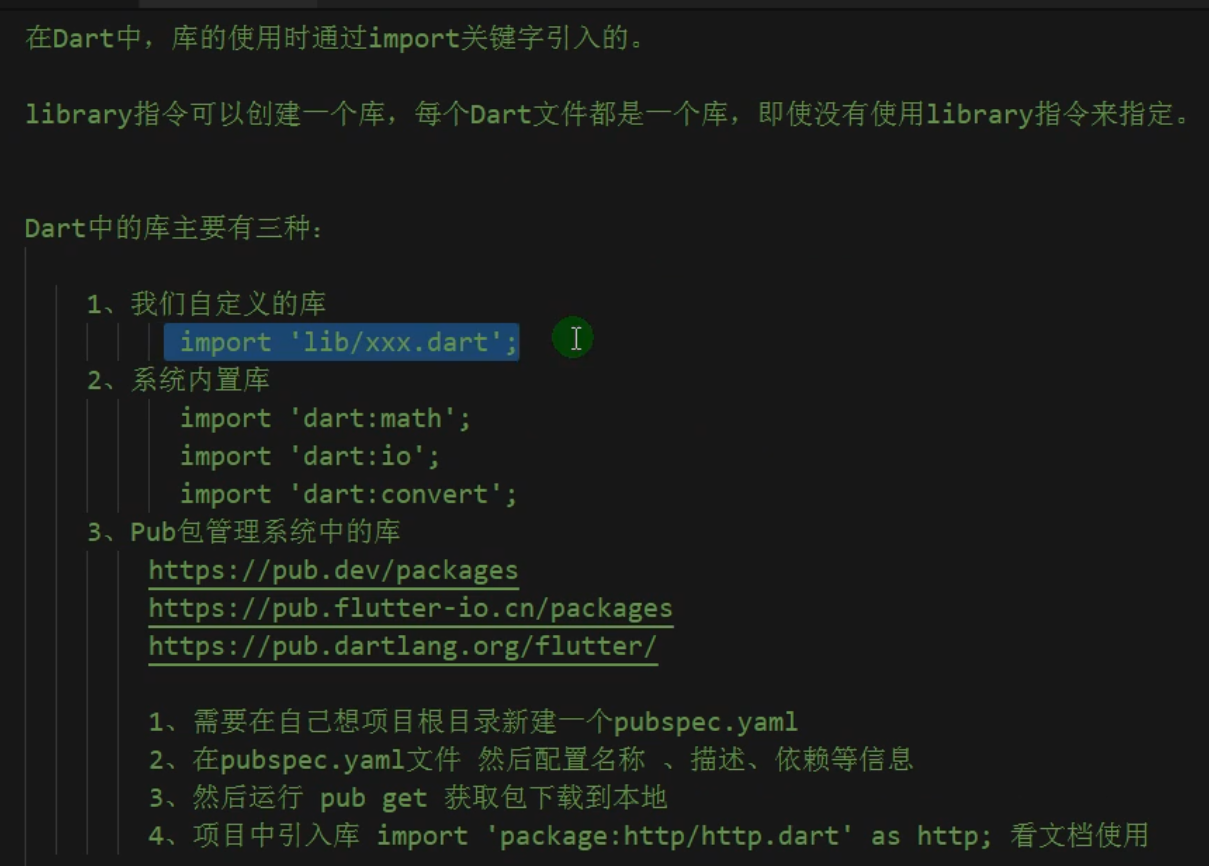 在Dart中，库的使用时通过import关键字引入的。
library指令可以创建一个库，每个Dart文件都是一个库，即使没有使用library指令来指定。
Dart中的库主要有三种：
1、我们自定义的库
import 'lib/xxx.dart';
2、系统内置库
import 'dart:math';
import 'dart:io';
import 'dart:convert';
3、Pub包管理系统中的库
https://pub.dev/packages
https://pub.flutter-io.cn/packages
https://pub.dartlang.org/flutter/
1、需要在自己想项目根目录新建一个pubspec.yaml
2、在pubspec.yaml文件 然后配置名称 、描述、依赖等信息
3、然后运行 pub get 获取包下载到本地
4、项目中引入库 import 'package:http/http.dart' as http; 看文档使用